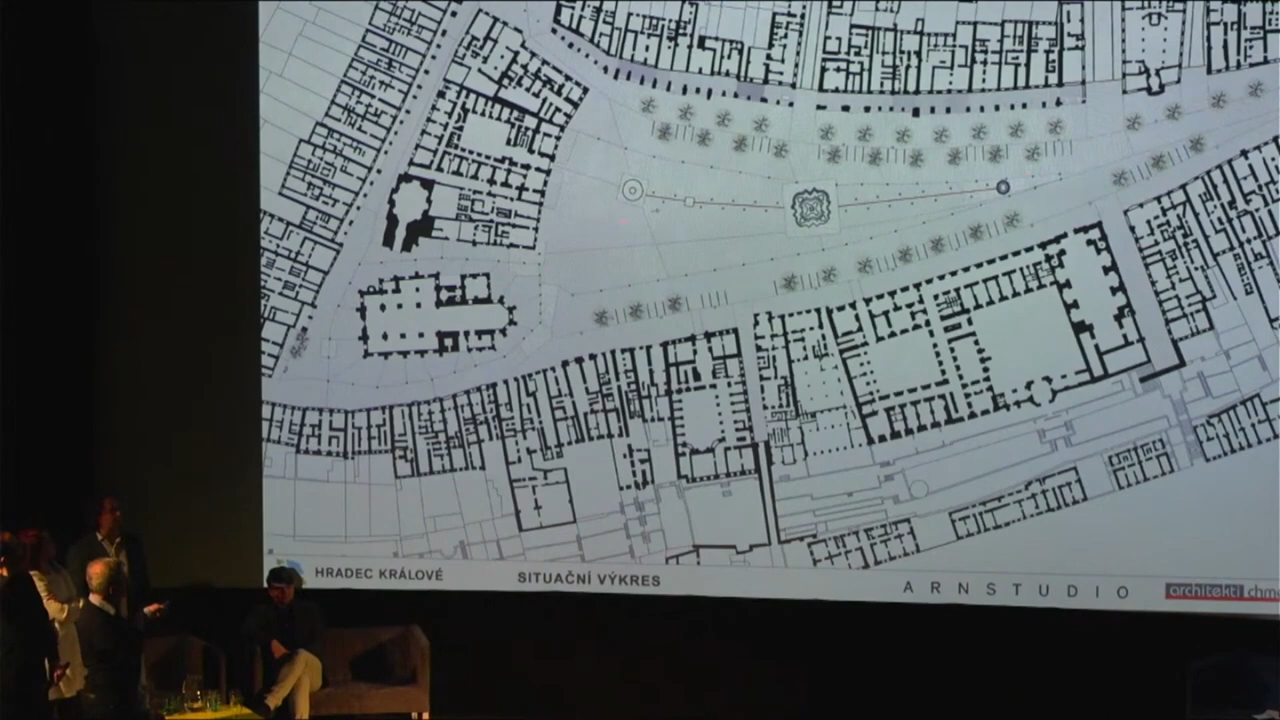 HRADEC KRÁLOVÉ
SITUAČNÍ VÝKRES
ARNSTUDIO
architekti chm